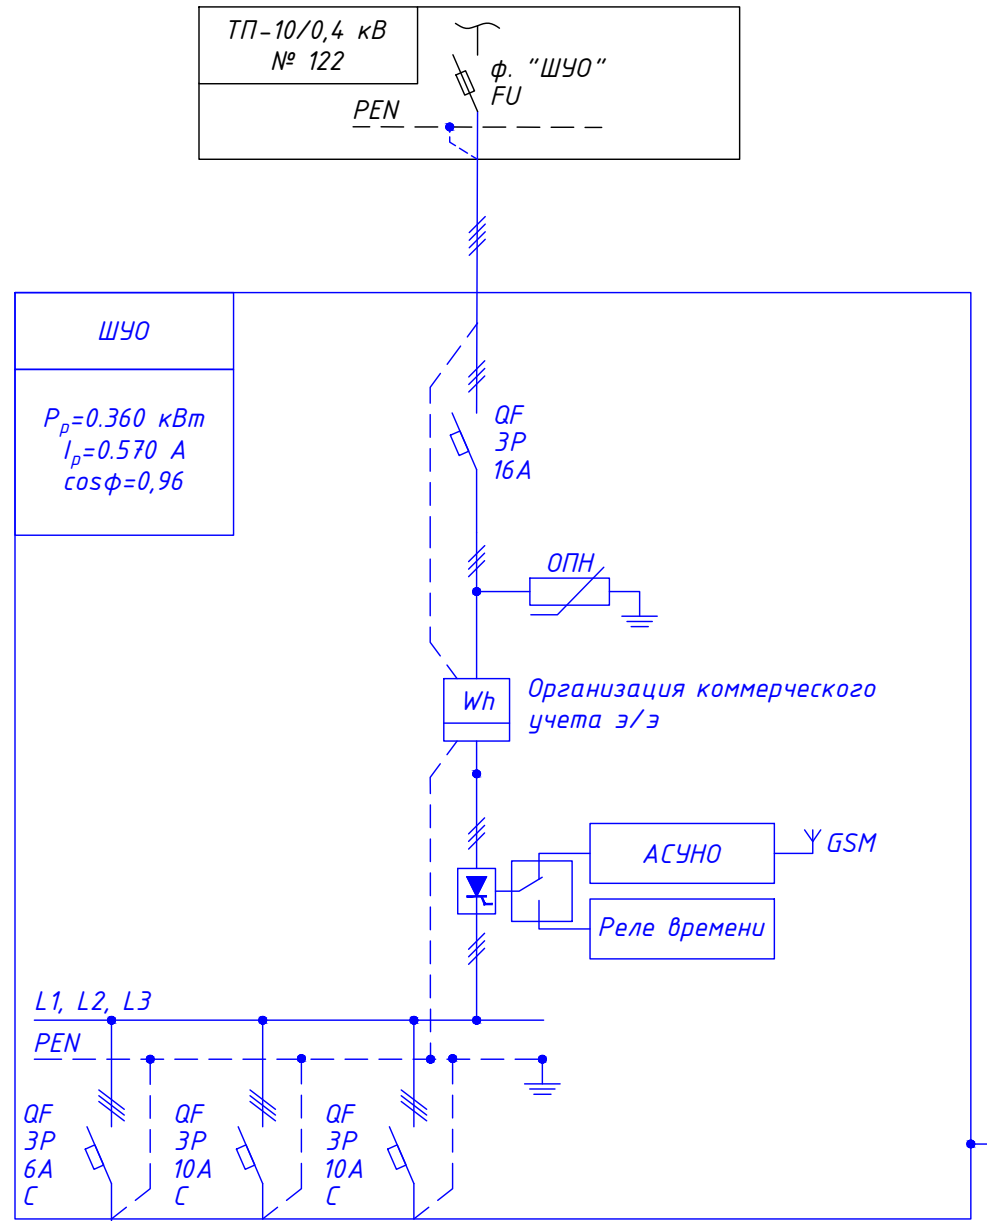 ТП-10/0,4 кВ
№ 122
ф. "ШУО"
FU
PEN
ШУО
Pp=0.360 кВт
Ip=0.570 А
cosφ=0,96
QF
3P
16A
ОПН
Wh
Организация коммерческого
учета э/э
АСУНО
GSM
Реле времени
L1, L2, L3
PEN
QF
3P
6A
C
QF
3P
10A
C
QF
3P
10A
C